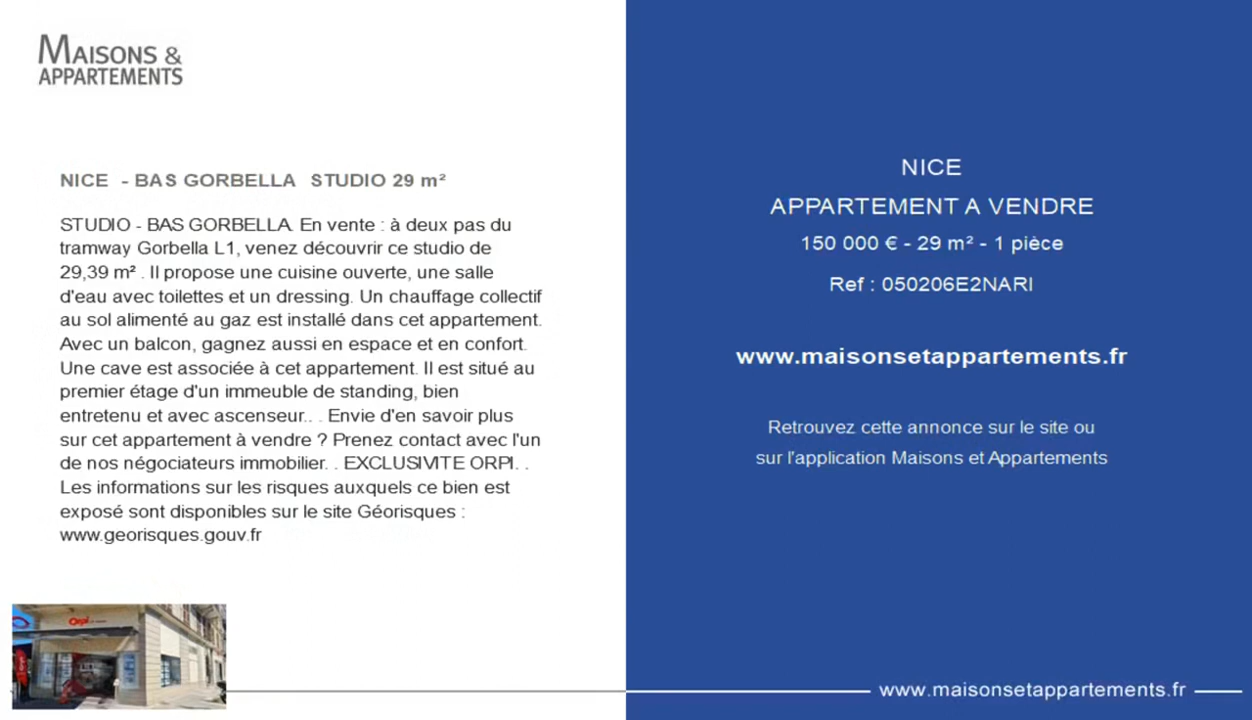 MAISONS &
APPARTEMENTS
NICE - BAS GORBELLA STUDIO 29 m²
STUDIO - BAS GORBELLA. En vente : à deux pas du
tramway Gorbella L1, venez découvrir ce studio de
29,39 m² . Il propose une cuisine ouverte, une salle
d'eau avec toilettes et un dressing. Un chauffage collectif
au sol alimenté au gaz est installé dans cet appartement.
Avec un balcon, gagnez aussi en espace et en confort.
Une cave est associée à cet appartement. Il est situé au
premier étage d'un immeuble de standing, bien
entretenu et avec ascenseur.. . Envie d'en savoir plus
sur cet appartement à vendre ? Prenez contact avec l'un
de nos négociateurs immobilier. . EXCLUSIVITE ORPI. .
Les informations sur les risques auxquels ce bien est
exposé sont disponibles sur le site Géorisques :
www.georisques.gouv.fr
Orpi
NICE
APPARTEMENT A VENDRE
150 000 € - 29 m² - 1 pièce
Ref : 050206E2NARI
www.maisonsetappartements.fr
Retrouvez cette annonce sur le site ou
sur l'application Maisons et Appartements
www.maisonsetappartements.fr